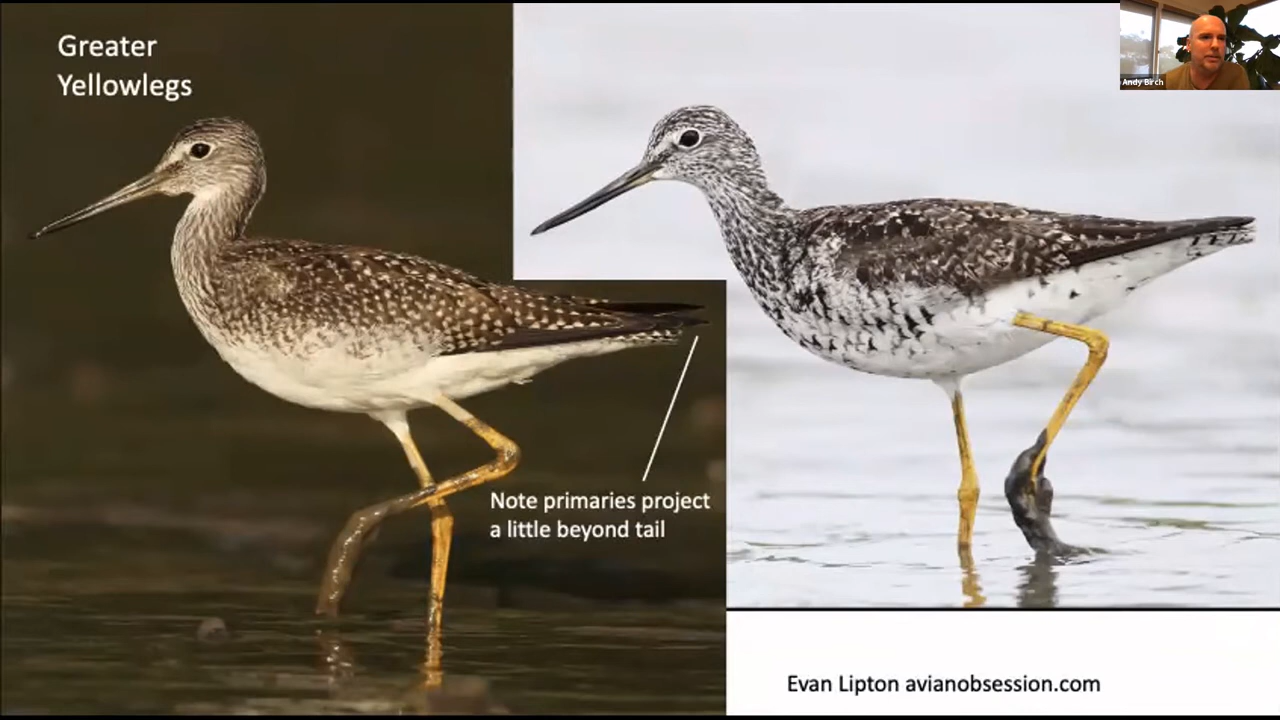 Greater
Yellowlegs
Andy Birch
Note primaries project
a little beyond tail
Evan Lipton avianobsession.com